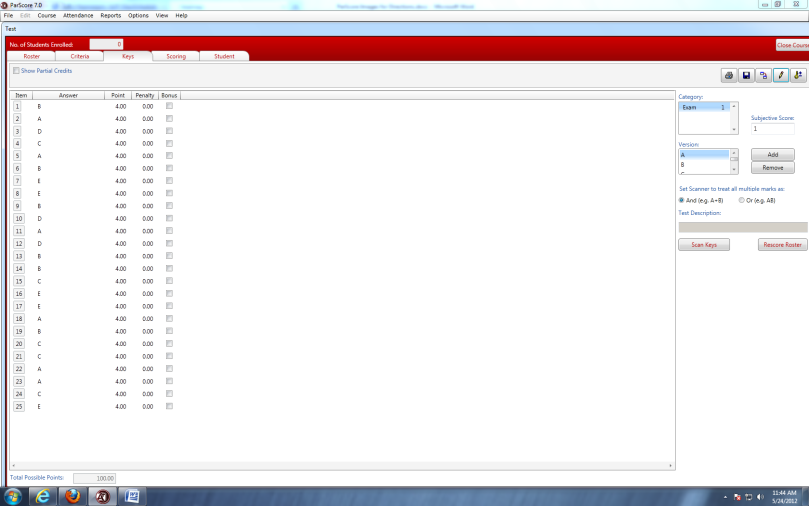 ParScore 7.0
File Edit Course Attendance Reports Options View Help
Test
No. of Students Enrolled: 0 Close Course
Roster Criteria Keys Scoring Student
Show Partial Credits
Item Answer Point Penalty Bonus
1 B 4.00 0.00
2 A 4.00 0.00
3 D 4.00 0.00
4 C 4.00 0.00
5 A 4.00 0.00
6 B 4.00 0.00
7 E 4.00 0.00
8 E 4.00 0.00
9 B 4.00 0.00
10 D 4.00 0.00
11 A 4.00 0.00
12 D 4.00 0.00
13 B 4.00 0.00
14 B 4.00 0.00
15 C 4.00 0.00
16 E 4.00 0.00
17 E 4.00 0.00
18 A 4.00 0.00
19 B 4.00 0.00
20 C 4.00 0.00
21 C 4.00 0.00
22 A 4.00 0.00
23 A 4.00 0.00
24 C 4.00 0.00
25 E 4.00 0.00
Total Possible Points: 100.00
Category:
Exam 1
Subjective Score:
1
Version:
A
B
Add
Remove
Set Scanner to treat all multiple marks as:
And (e.g. A+B) Or (e.g. AB)
Test Description:
Scan Keys Rescore Roster
11:44 AM
5/24/2012